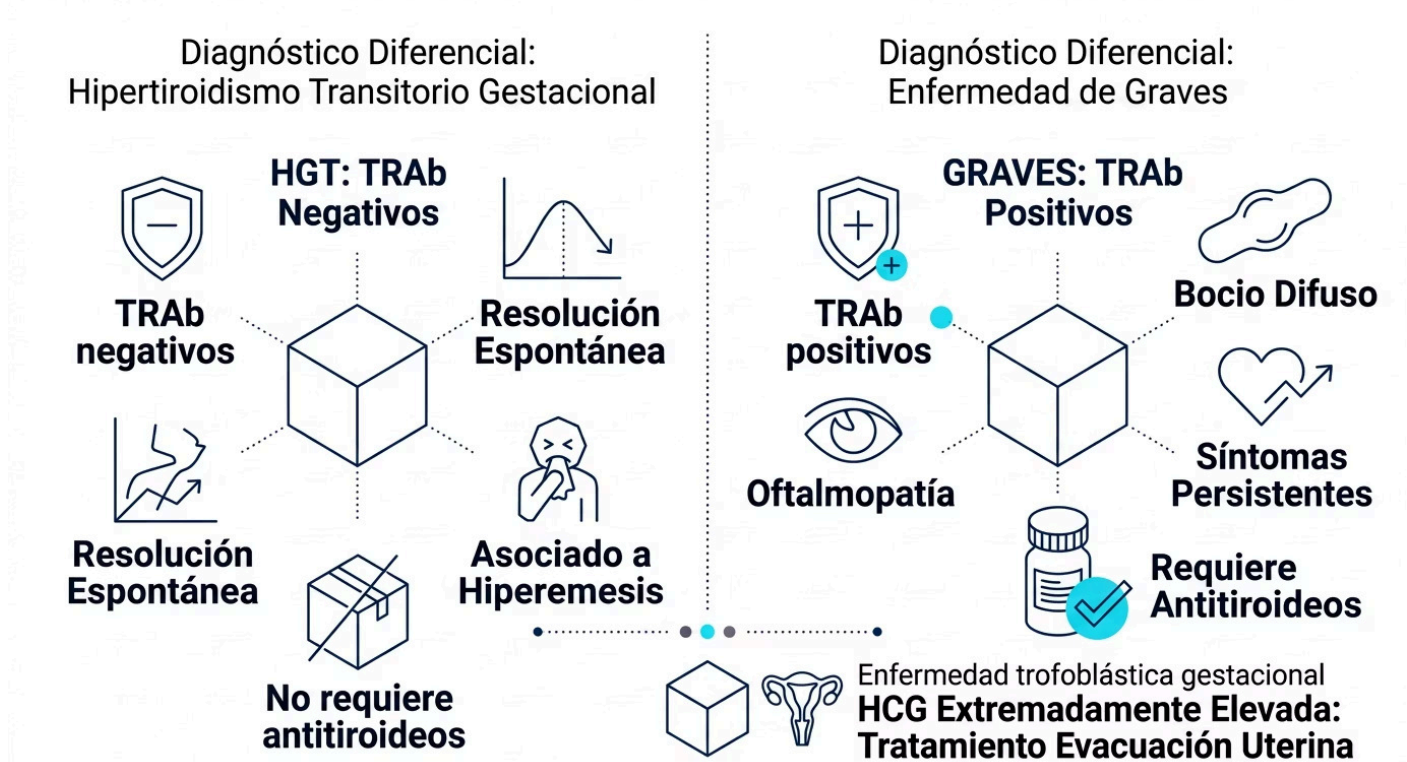 Diagnóstico Diferencial:
Hipertiroidismo Transitorio Gestacional
HGT: TRAb
Negativos
TRAb
negativos
Resolución
Espontánea
Resolución
Espontánea
Asociado a
Hiperemesis
No requiere
antitiroideos
Diagnóstico Diferencial:
Enfermedad de Graves
GRAVES: TRAb
Positivos
TRAb
positivos
Bocio Difuso
Oftalmopatía
Síntomas
Persistentes
Requiere
Antitiroideos
Enfermedad trofoblástica gestacional
HCG Extremadamente Elevada:
Tratamiento Evacuación Uterina